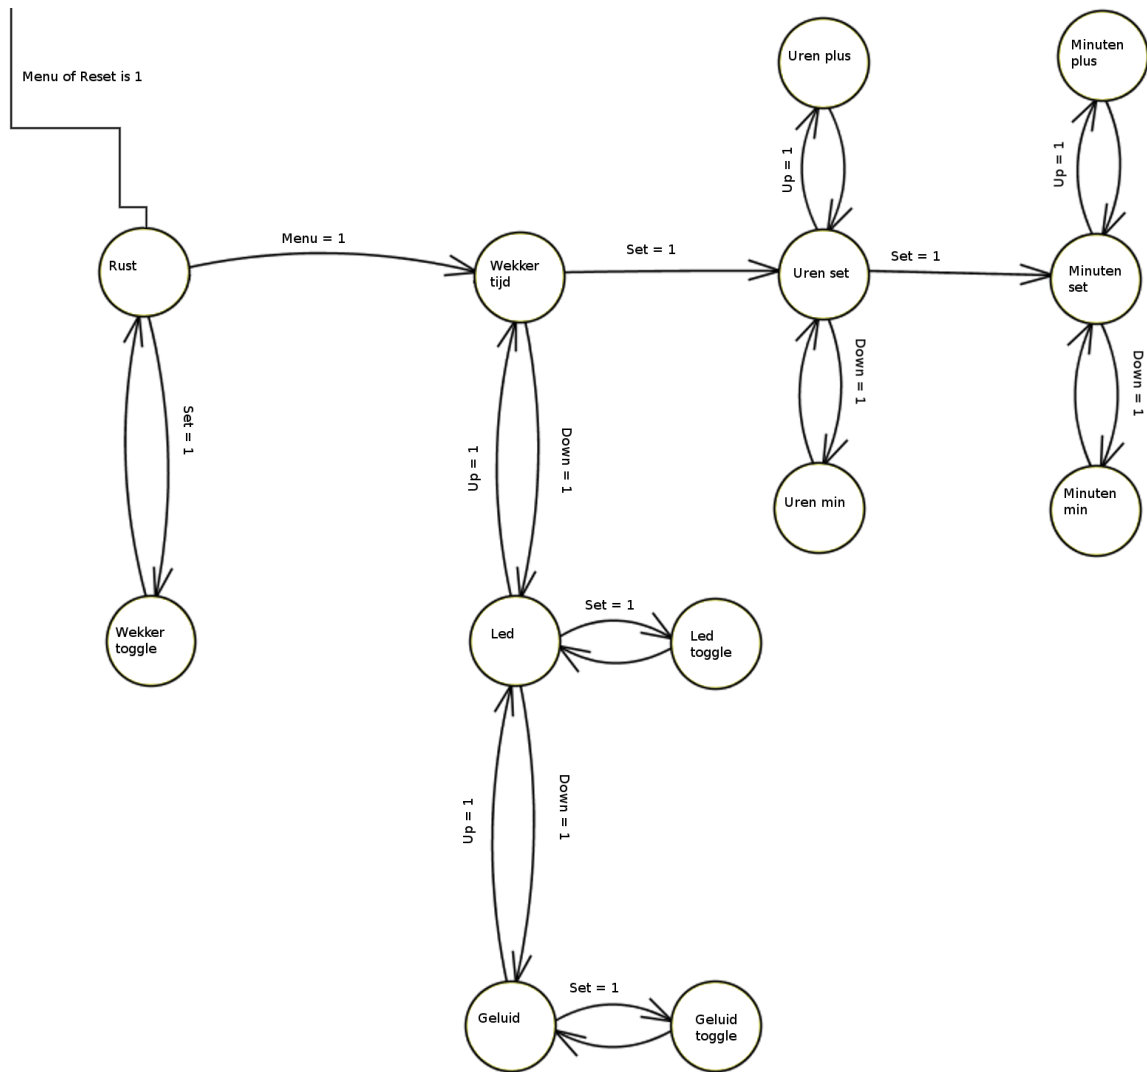 Uren plus
Minuten
plus
Menu of Reset is 1
Up = 1
Up = 1
Menu = 1
Set = 1
Set = 1
Rust
Wekker
tijd
Uren set
Minuten
set
Set = 1
Up = 1
Down = 1
Down = 1
Down = 1
Uren min
Minuten
min
Wekker
toggle
Led
Set = 1
Led
toggle
Up = 1
Down = 1
Geluid
Set = 1
Geluid
toggle